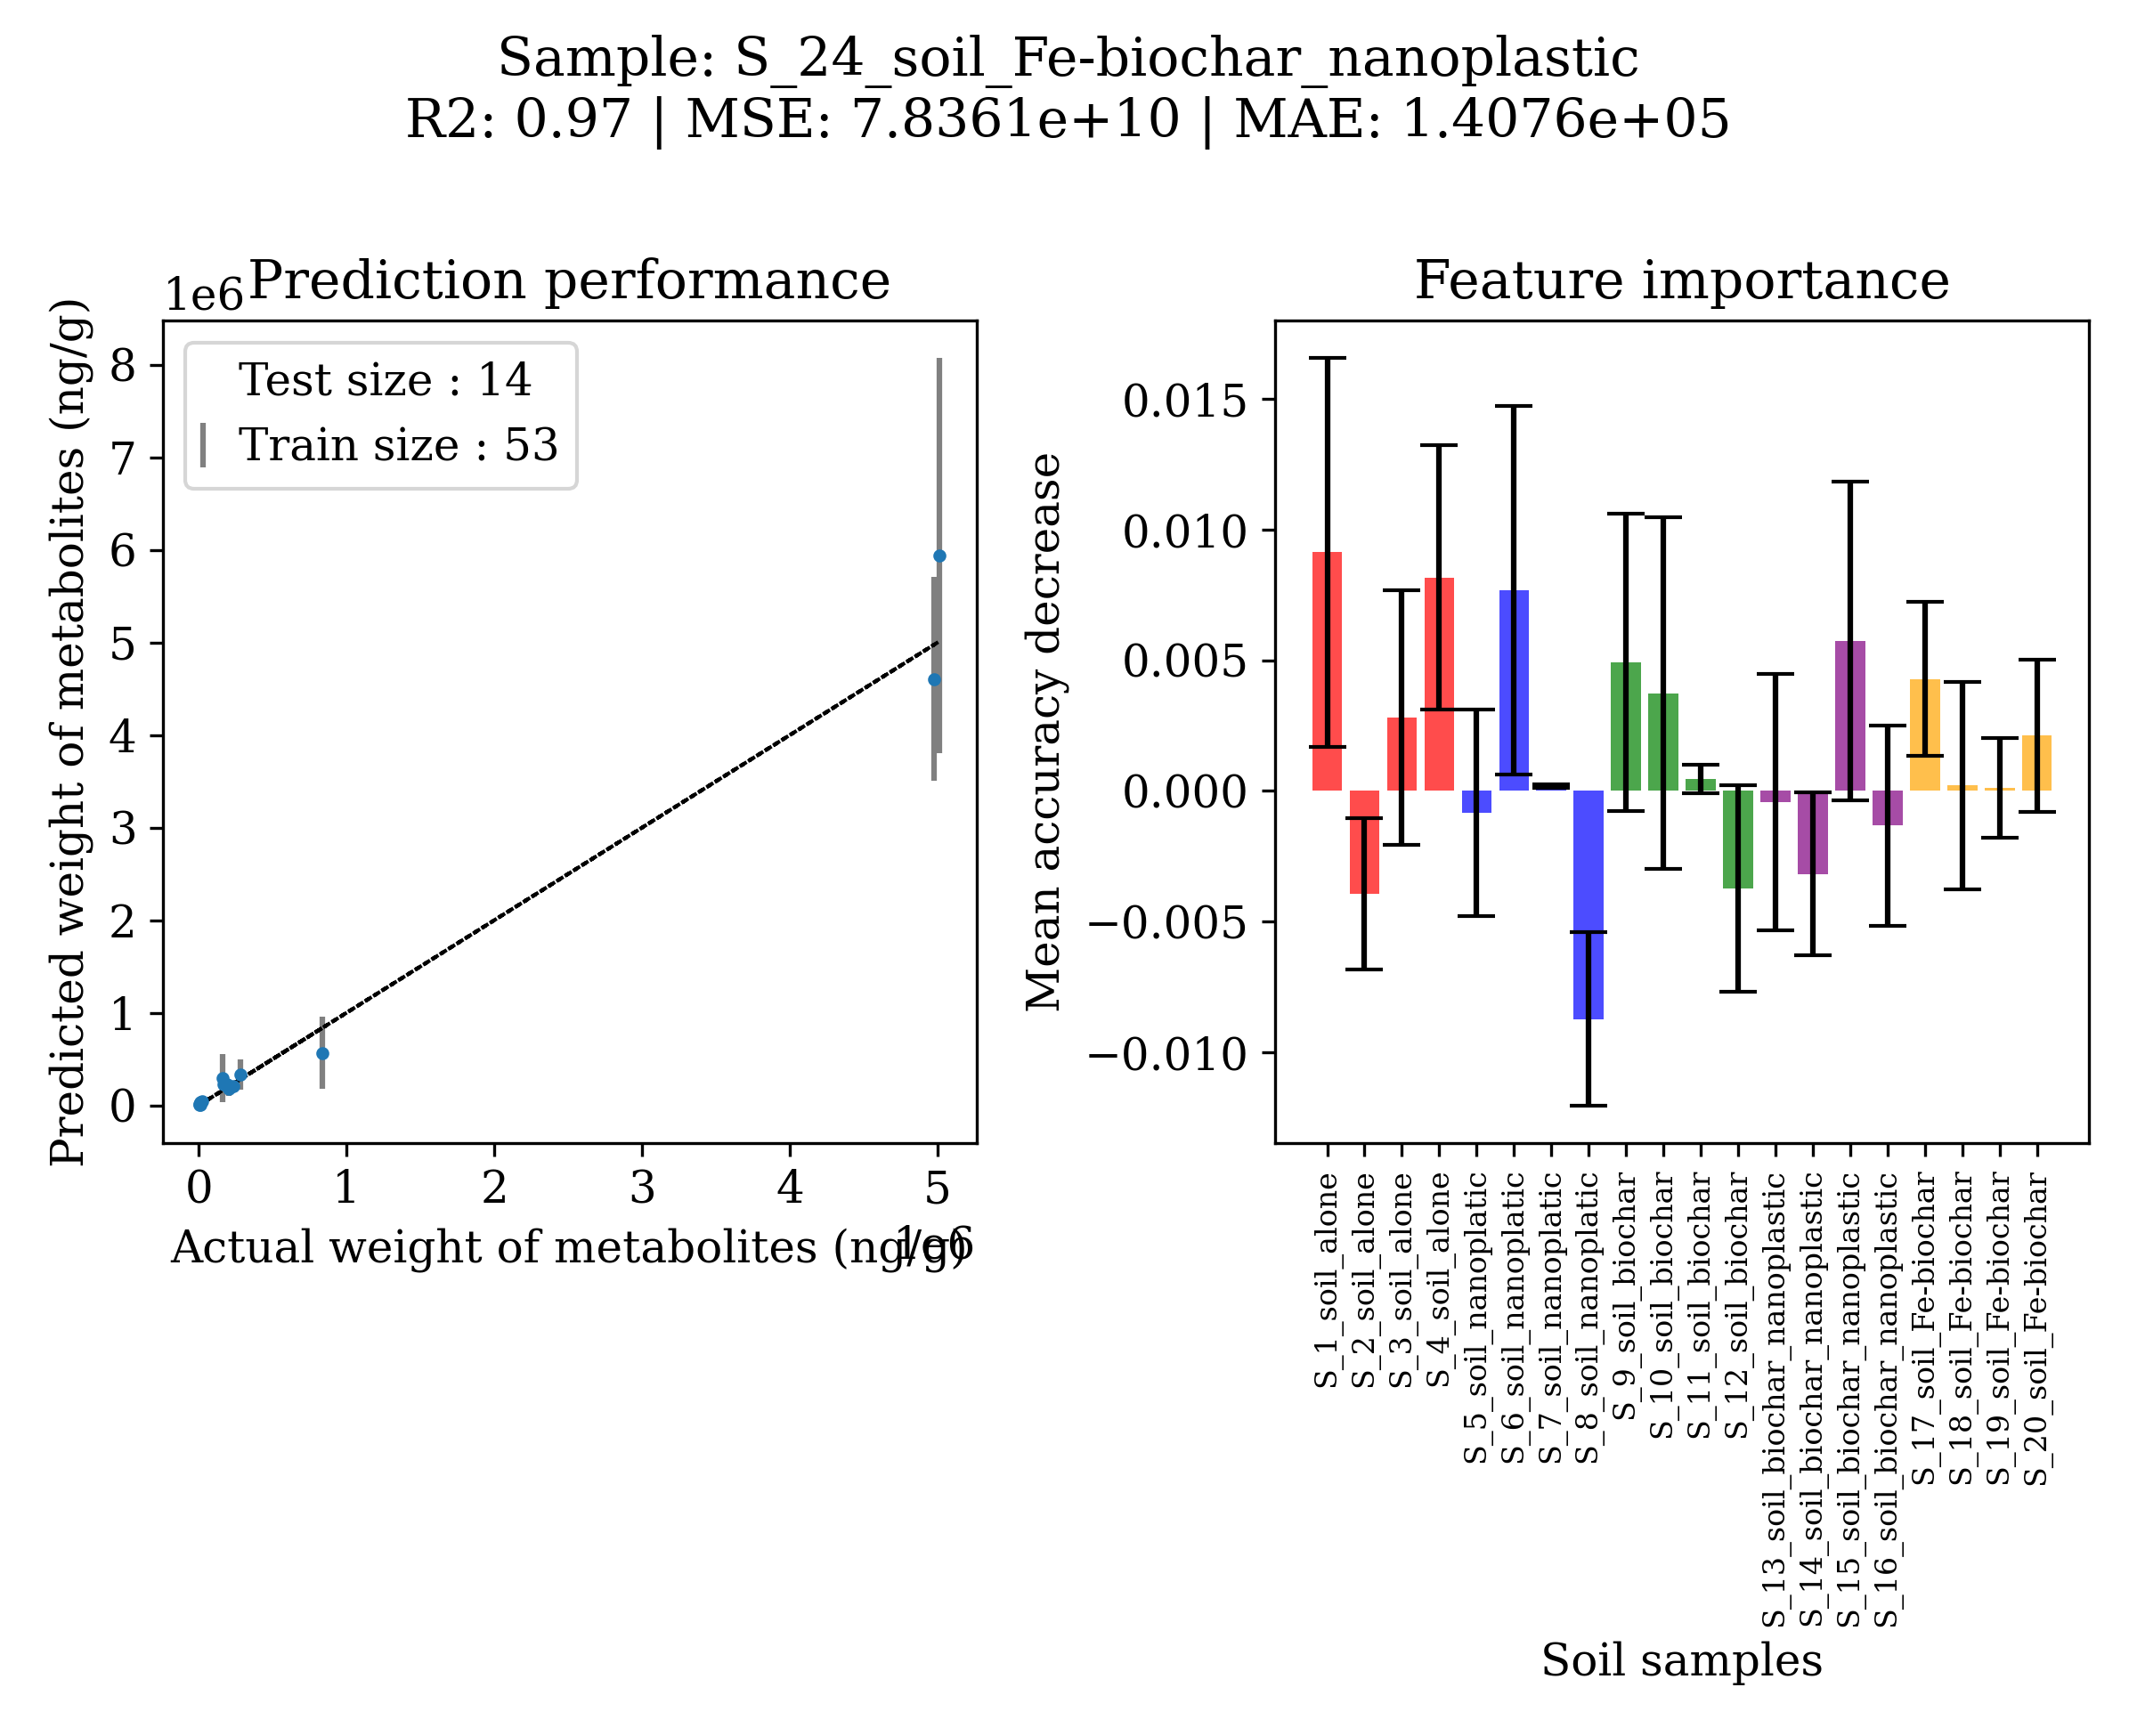 Sample: S_24_soil_Fe-biochar_nanoplastic
R2: 0.97 | MSE: 7.8361e+10 | MAE: 1.4076e+05
Prediction performance
1e6
Predicted weight of metabolites (ng/g)
8
7
6
5
4
3
2
1
0
Test size : 14
Train size : 53
0 1 2 3 4 5
Actual weight of metabolites (ng/g)
1e6
Feature importance
Mean accuracy decrease
0.015
0.010
0.005
0.000
−0.005
−0.010
S_1_soil_alone
S_2_soil_alone
S_3_soil_alone
S_4_soil_alone
S_5_soil_nanoplatic
S_6_soil_nanoplatic
S_7_soil_nanoplatic
S_8_soil_nanoplatic
S_9_soil_biochar
S_10_soil_biochar
S_11_soil_biochar
S_12_soil_biochar
S_13_soil_biochar_nanoplastic
S_14_soil_biochar_nanoplastic
S_15_soil_biochar_nanoplastic
S_16_soil_biochar_nanoplastic
S_17_soil_Fe-biochar
S_18_soil_Fe-biochar
S_19_soil_Fe-biochar
S_20_soil_Fe-biochar
Soil samples